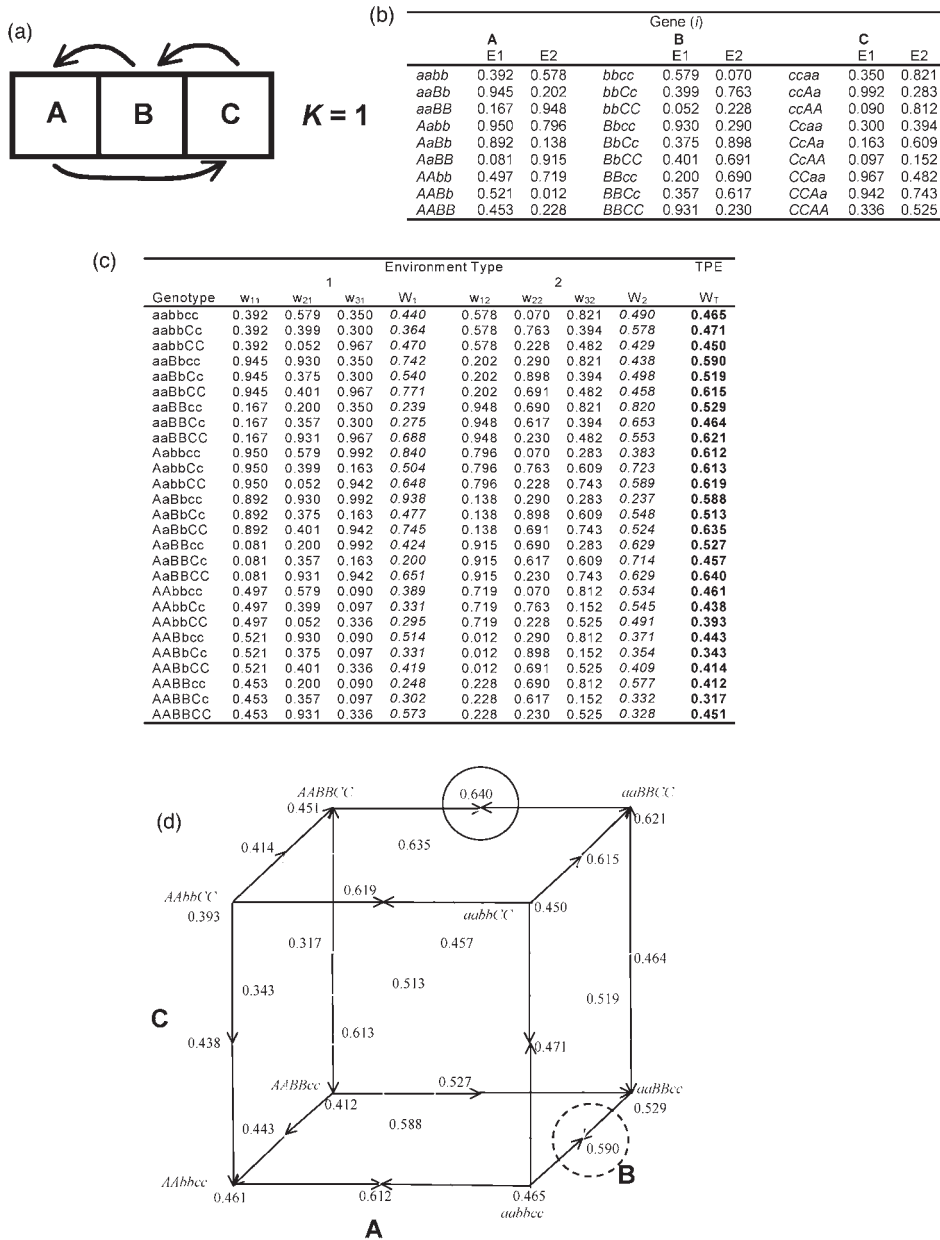 (a)
A B C
K = 1
(b)
Gene (i)
A B C
E1 E2 E1 E2 E1 E2
aabb 0.392 0.578 bbcc 0.579 0.070 ccaa 0.350 0.821
aaBb 0.945 0.202 bbCc 0.399 0.763 ccAa 0.992 0.283
aaBB 0.167 0.948 bbCC 0.052 0.228 ccAA 0.090 0.812
Aabb 0.950 0.796 Bbcc 0.930 0.290 Ccaa 0.300 0.394
AaBb 0.892 0.138 BbCc 0.375 0.898 CcAa 0.163 0.609
AaBB 0.081 0.915 BbCC 0.401 0.691 CcAA 0.097 0.152
AAbb 0.497 0.719 BBcc 0.200 0.690 CCaa 0.967 0.482
AABb 0.521 0.012 BBCc 0.357 0.617 CCAa 0.942 0.743
AABB 0.453 0.228 BBCC 0.931 0.230 CCAA 0.336 0.525
(c)
Environment Type TPE
1 2
Genotype w11 w21 w31 W1 w12 w22 w32 W2 WT
aabbcc 0.392 0.579 0.350 0.440 0.578 0.070 0.821 0.490 0.465
aabbCc 0.392 0.399 0.300 0.364 0.578 0.763 0.394 0.578 0.471
aabbCC 0.392 0.052 0.967 0.470 0.578 0.228 0.482 0.429 0.450
aaBbcc 0.945 0.930 0.350 0.742 0.202 0.290 0.821 0.438 0.590
aaBbCc 0.945 0.375 0.300 0.540 0.202 0.898 0.394 0.498 0.519
aaBbCC 0.945 0.401 0.967 0.771 0.202 0.691 0.482 0.458 0.615
aaBBcc 0.167 0.200 0.350 0.239 0.948 0.690 0.821 0.820 0.529
aaBBCc 0.167 0.357 0.300 0.275 0.948 0.617 0.394 0.653 0.464
aaBBCC 0.167 0.931 0.967 0.688 0.948 0.230 0.482 0.553 0.621
Aabbcc 0.950 0.579 0.992 0.840 0.796 0.070 0.283 0.383 0.612
AabbCc 0.950 0.399 0.163 0.504 0.796 0.763 0.609 0.723 0.613
AabbCC 0.950 0.052 0.942 0.648 0.796 0.228 0.743 0.589 0.619
AaBbcc 0.892 0.930 0.992 0.938 0.138 0.290 0.283 0.237 0.588
AaBbCc 0.892 0.375 0.163 0.477 0.138 0.898 0.609 0.548 0.513
AaBbCC 0.892 0.401 0.942 0.745 0.138 0.691 0.743 0.524 0.635
AaBBcc 0.081 0.200 0.992 0.424 0.915 0.690 0.283 0.629 0.527
AaBBCc 0.081 0.357 0.163 0.200 0.915 0.617 0.609 0.714 0.457
AaBBCC 0.081 0.931 0.942 0.651 0.915 0.230 0.743 0.629 0.640
AAbbcc 0.497 0.579 0.090 0.389 0.719 0.070 0.812 0.534 0.461
AAbbCc 0.497 0.399 0.097 0.331 0.719 0.763 0.152 0.545 0.438
AAbbCC 0.497 0.052 0.336 0.295 0.719 0.228 0.525 0.491 0.393
AABbcc 0.521 0.930 0.090 0.514 0.012 0.290 0.812 0.371 0.443
AABbCc 0.521 0.375 0.097 0.331 0.012 0.898 0.152 0.354 0.343
AABbCC 0.521 0.401 0.336 0.419 0.012 0.691 0.525 0.409 0.414
AABBcc 0.453 0.200 0.090 0.248 0.228 0.690 0.812 0.577 0.412
AABBCc 0.453 0.357 0.097 0.302 0.228 0.617 0.152 0.332 0.317
AABBCC 0.453 0.931 0.336 0.573 0.228 0.230 0.525 0.328 0.451
(d)
AABBCC 0.640 aaBBCC
0.451 0.621
0.414 0.635 0.615
AAbbCC 0.619 aabbCC
0.393 0.450
0.317 0.457 0.464
0.343 0.513 0.519
C
0.438 0.613 0.471
AABBcc 0.527 aaBBcc
0.412 0.529
0.443 0.588 0.590
AAbbcc B
0.461 0.612 0.465
aabbcc
A